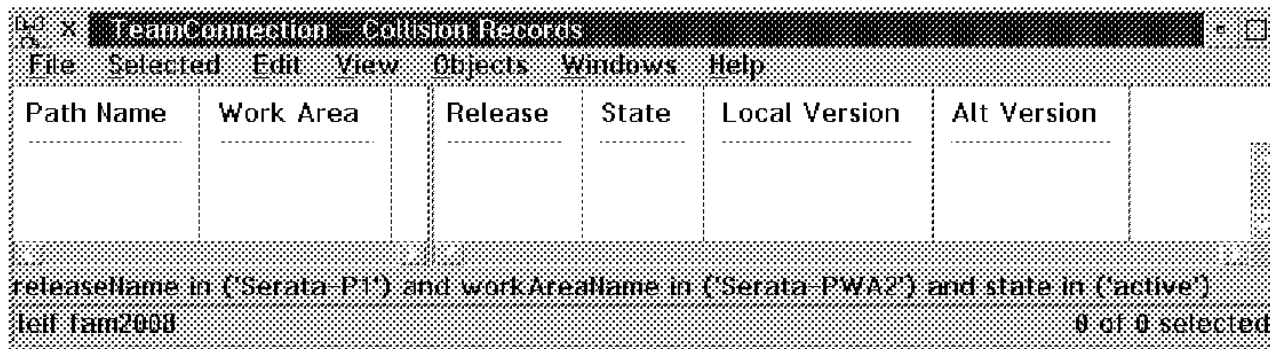 TeamConnection - Collision Records
File Selected Edit View Objects Windows Help
Path Name Work Area Release State Local Version Alt Version
releaseName in ('Serata-P1') and workAreaName in ('Serata-PWA2') and state in ('active')
leif fam2008 0 of 0 selected